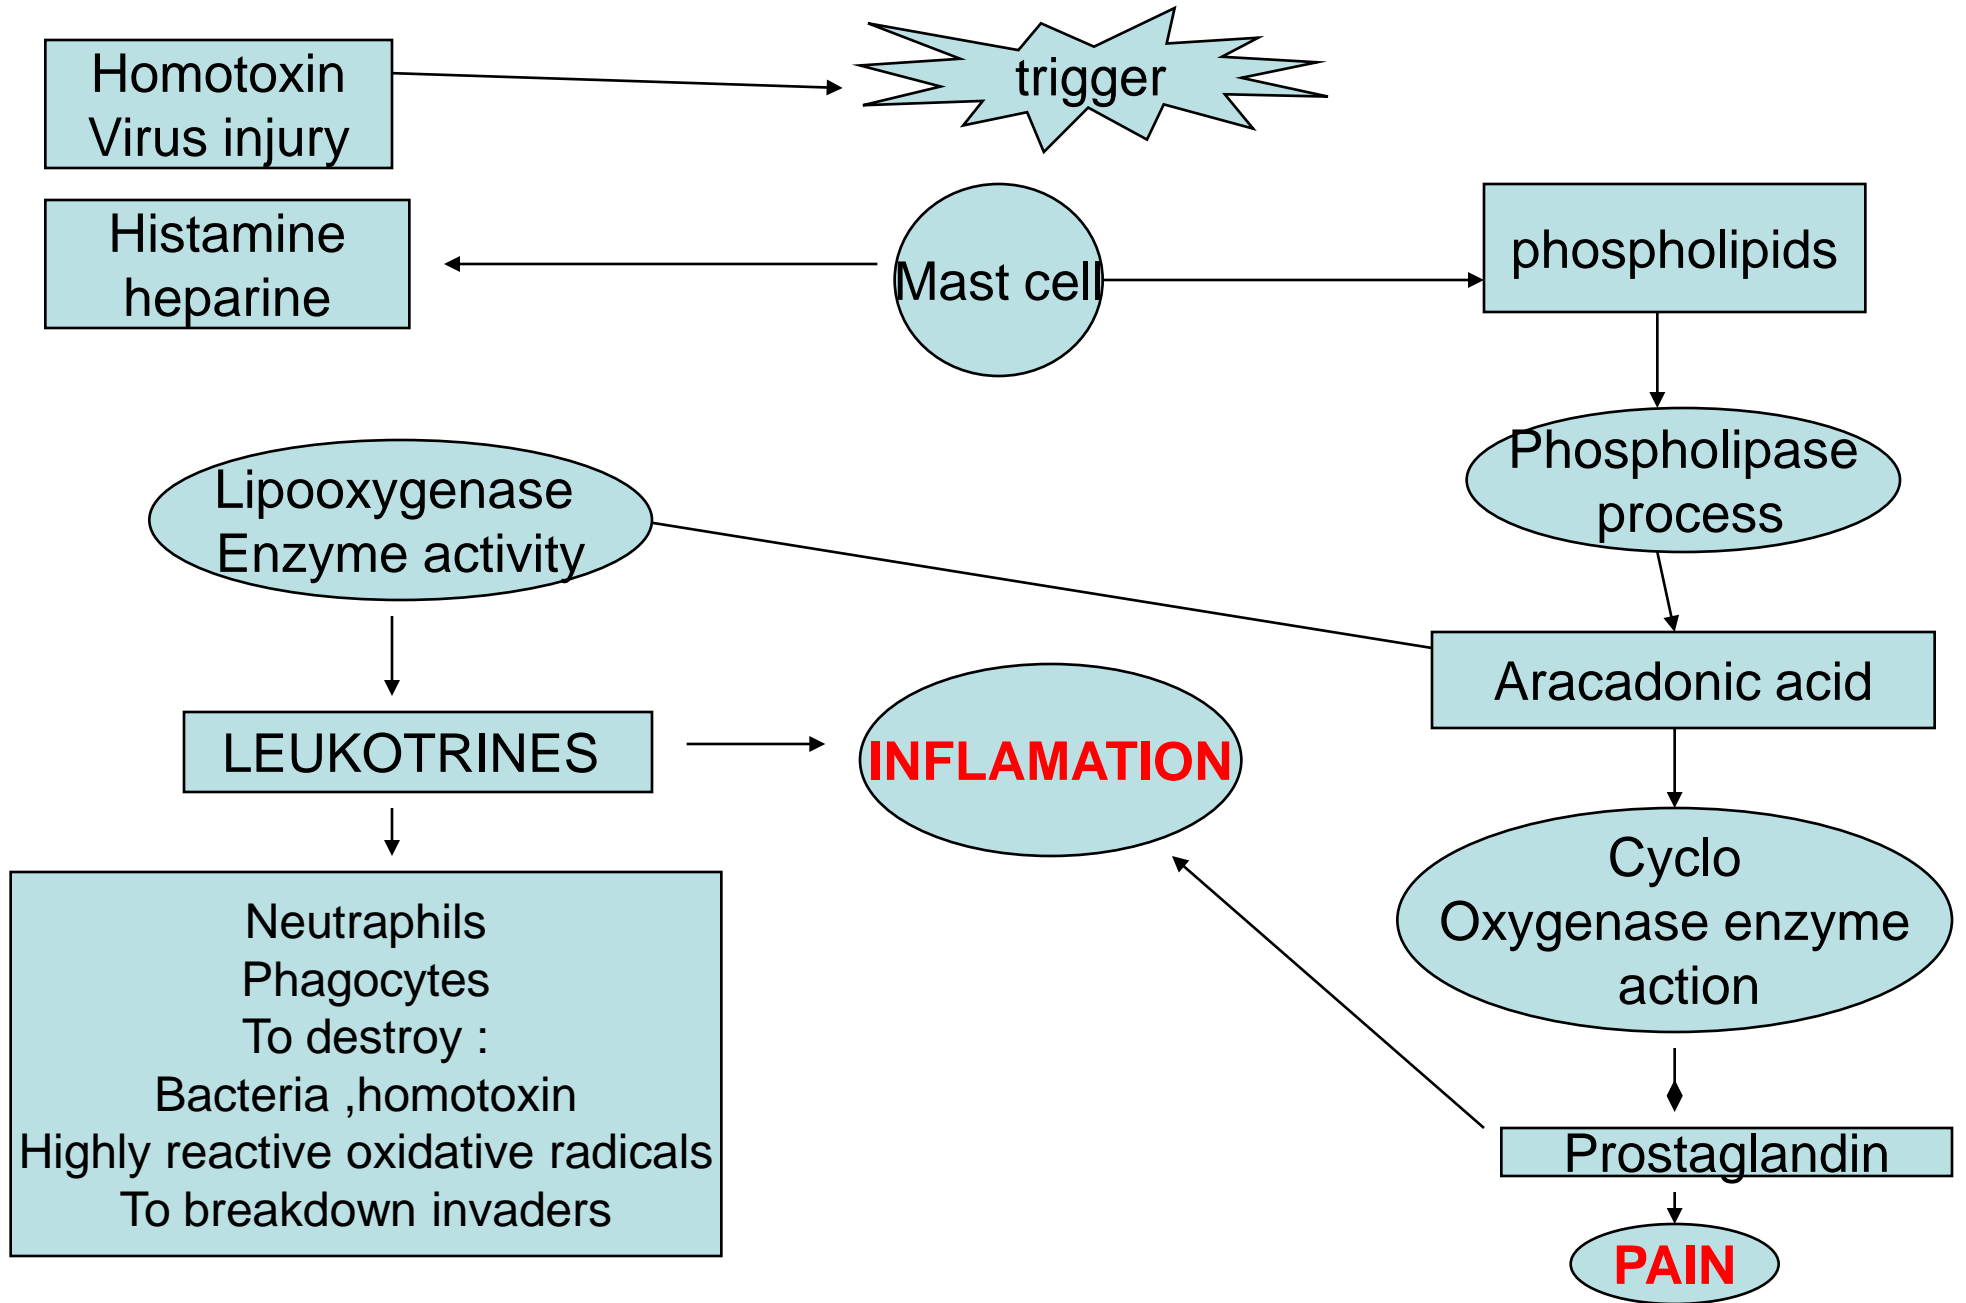 Homotoxin
Virus injury
trigger
Histamine
heparine
Mast cell
phospholipids
Phospholipase
process
Lipooxygenase
Enzyme activity
Aracadonic acid
LEUKOTRINES
INFLAMATION
Cyclo
Oxygenase enzyme
action
Neutraphils
Phagocytes
To destroy :
Bacteria ,homotoxin
Highly reactive oxidative radicals
To breakdown invaders
Prostaglandin
PAIN